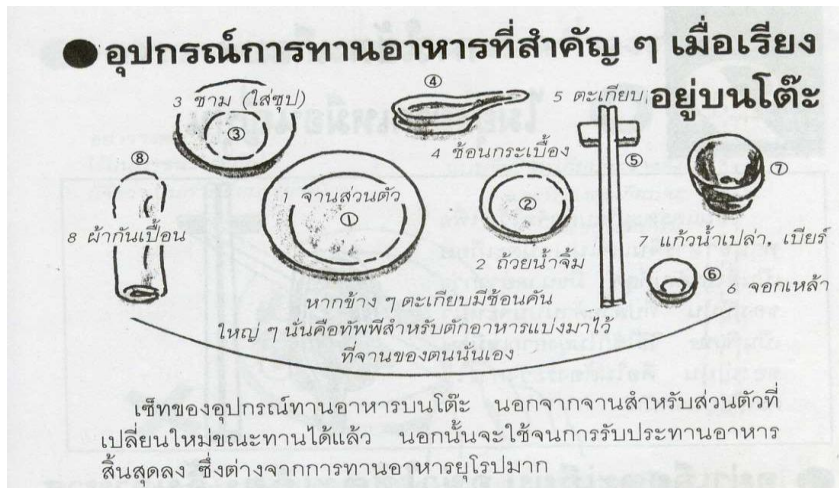 ● อุปกรณ์การทานอาหารที่สำคัญ ๆ เมื่อเรียง
อยู่บนโต๊ะ
3 ชาม (ใส่ซุป)
③
④
5 ตะเกียบ
4 ช้อนกระเบื้อง
⑤
⑦
⑧
1 จานส่วนตัว
①
②
8 ผ้ากันเปื้อน
2 ถ้วยน้ำจิ้ม
7 แก้วน้ำเปล่า, เบียร์
⑥
6 จอกเหล้า
หากข้าง ๆ ตะเกียบมีช้อนคัน
ใหญ่ ๆ นั่นคือทัพพีสำหรับตักอาหารแบ่งมาไว้
ที่จานของตนนั่นเอง
เซ็ทของอุปกรณ์ทานอาหารบนโต๊ะ นอกจากจานสำหรับส่วนตัวที่
เปลี่ยนใหม่ขณะทานได้แล้ว นอกนั้นจะใช้จนการรับประทานอาหาร
สิ้นสุดลง ซึ่งต่างจากการทานอาหารยุโรปมาก